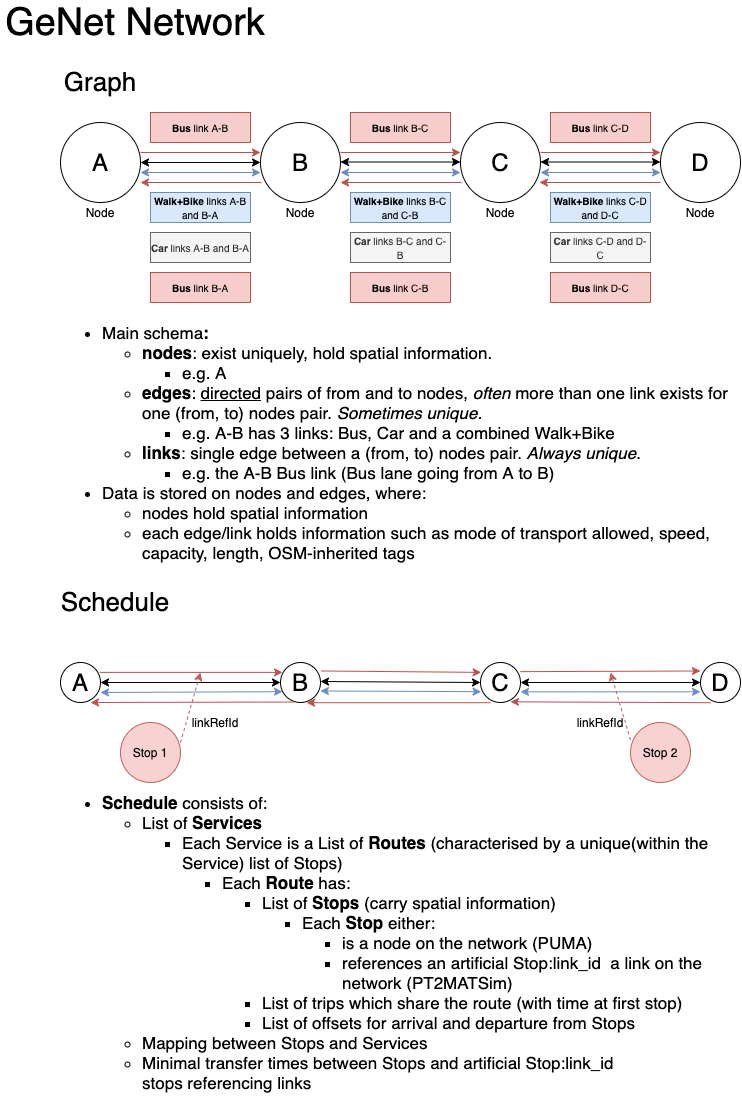 GeNet Network
Graph
Bus link A-B
Bus link B-C
Bus link C-D
A
B
C
D
Node
Node
Node
Node
Walk+Bike links A-B
and B-A
Walk+Bike links B-C
and C-B
Walk+Bike links C-D
and D-C
Car links A-B and B-A
Car links B-C and C-
B
Car links C-D and D-
C
Bus link B-A
Bus link C-B
Bus link D-C
• Main schema:
◦ nodes: exist uniquely, hold spatial information.
▪ e.g. A
◦ edges: directed pairs of from and to nodes, often more than one link exists for
one (from, to) nodes pair. Sometimes unique.
▪ e.g. A-B has 3 links: Bus, Car and a combined Walk+Bike
◦ links: single edge between a (from, to) nodes pair. Always unique.
▪ e.g. the A-B Bus link (Bus lane going from A to B)
• Data is stored on nodes and edges, where:
◦ nodes hold spatial information
◦ each edge/link holds information such as mode of transport allowed, speed,
capacity, length, OSM-inherited tags
Schedule
A
B
C
D
linkRefId
linkRefId
Stop 1
Stop 2
• Schedule consists of:
◦ List of Services
▪ Each Service is a List of Routes (characterised by a unique(within the
Service) list of Stops)
▪ Each Route has:
▪ List of Stops (carry spatial information)
▪ Each Stop either:
▪ is a node on the network (PUMA)
▪ references an artificial Stop:link_id a link on the
network (PT2MATSim)
▪ List of trips which share the route (with time at first stop)
▪ List of offsets for arrival and departure from Stops
◦ Mapping between Stops and Services
◦ Minimal transfer times between Stops and artificial Stop:link_id
stops referencing links